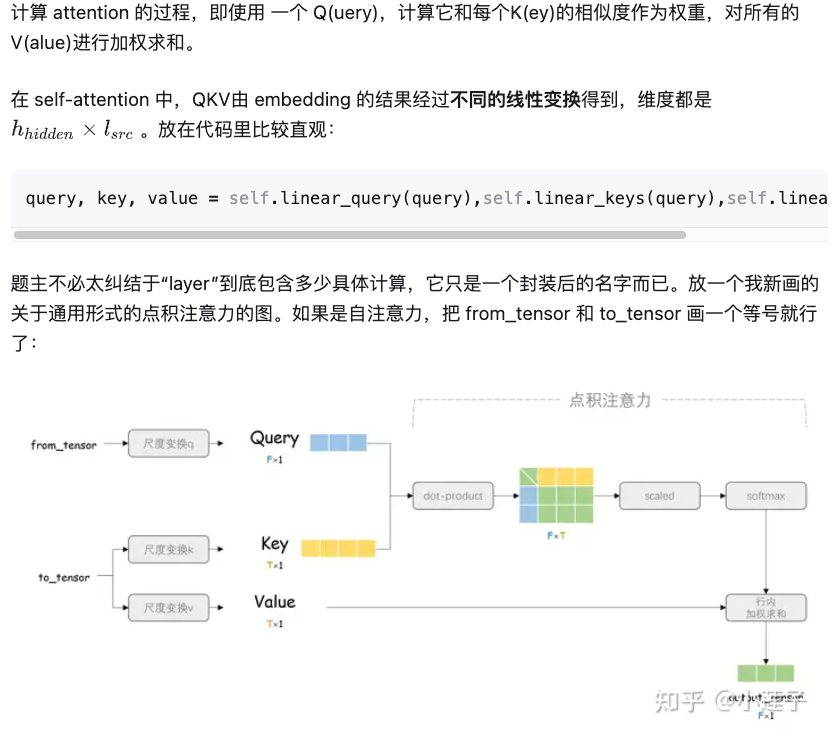 计算 attention 的过程，即使用 一个 Q(uery)，计算它和每个K(ey)的相似度作为权重，对所有的
V(alue)进行加权求和。
在 self-attention 中，QKV由 embedding 的结果经过不同的线性变换得到，维度都是
h_hidden × l_src 。放在代码里比较直观：
query, key, value = self.linear_query(query),self.linear_keys(query),self.linea
题主不必太纠结于“layer”到底包含多少具体计算，它只是一个封装后的名字而已。放一个我新画的
关于通用形式的点积注意力的图。如果是自注意力，把 from_tensor 和 to_tensor 画一个等号就行
了：
点积注意力
from_tensor
尺度变换q
Query
F×1
dot-product
F×T
scaled
softmax
to_tensor
尺度变换k
Key
T×1
尺度变换v
Value
T×1
行内
加权求和
output_tensor
F×1
知乎 @小莲子